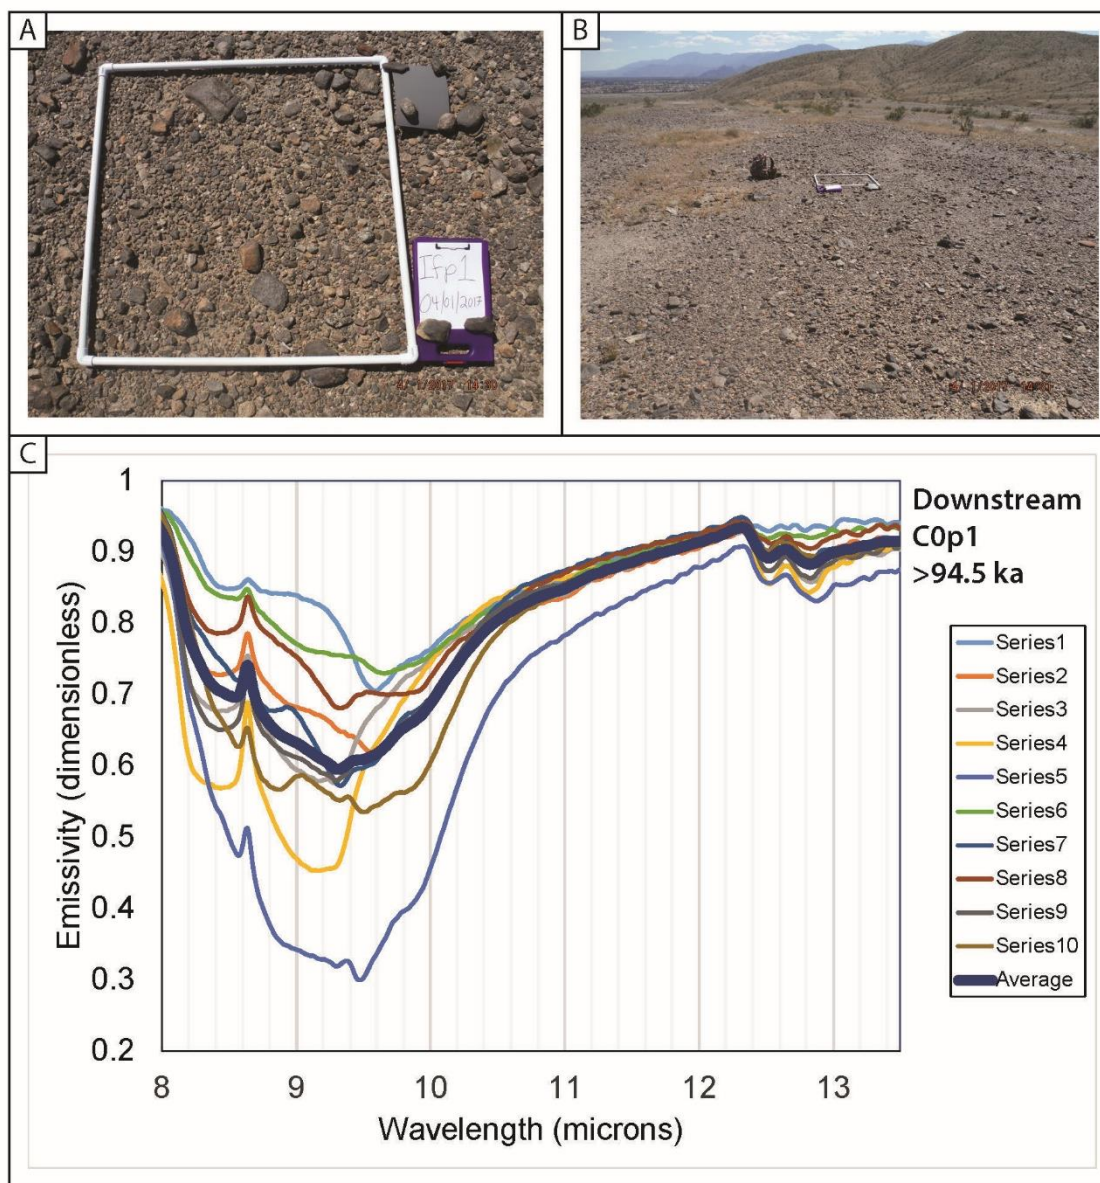 A
B
Ifp1
04/01/2017
C
1
0.9
0.8
0.7
0.6
0.5
0.4
0.3
0.2
Emissivity (dimensionless)
8
9
10
11
12
13
Wavelength (microns)
Downstream
C0p1
>94.5 ka
Series1
Series2
Series3
Series4
Series5
Series6
Series7
Series8
Series9
Series10
Average